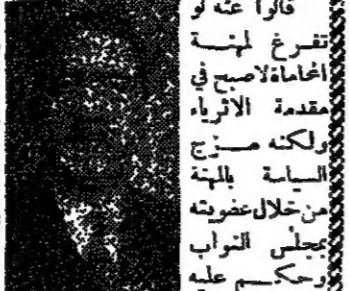 قالوا عنه لو
تفرغ لمهنة
المحاماة لاصبح في
مقدمة الاثرياء
ولكنه مزج
السياسة بالمهنة
من خلال عضويته
بمجلس النواب
وحكم عليه